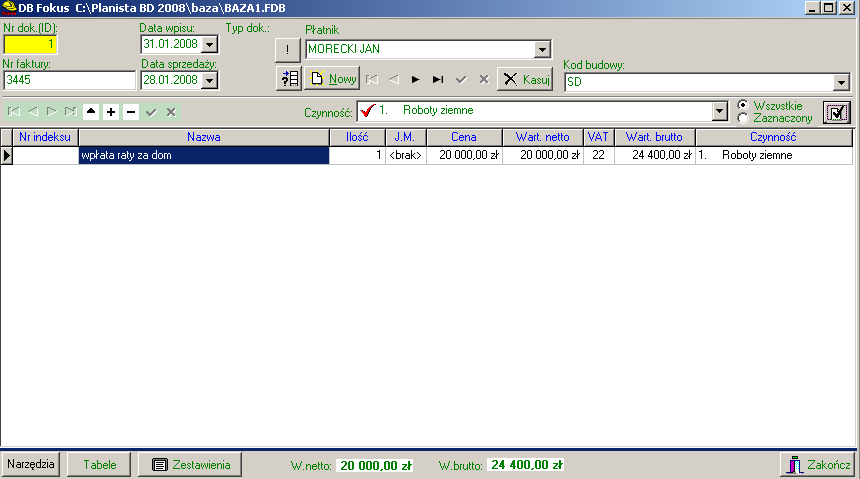 DB Fokus C:\Planista BD 2008\baza\BAZA1.FDB
Nr dok.(ID): Data wpisu: Typ dok.: Płatnik
1 31.01.2008 ! MORECKI JAN
Nr faktury: Data sprzedaży: Kod budowy:
3445 28.01.2008 ? Nowy Kasuj SD
Czynność: 1. Roboty ziemne Wszystkie
Zaznaczony
Nr indeksu Nazwa Ilość J.M. Cena Wart. netto VAT Wart. brutto Czynność
wpłata raty za dom 1 <brak> 20 000,00 zł 20 000,00 zł 22 24 400,00 zł 1. Roboty ziemne
Narzędzia Tabele Zestawienia W.netto: 20 000,00 zł W.brutto: 24 400,00 zł Zakończ